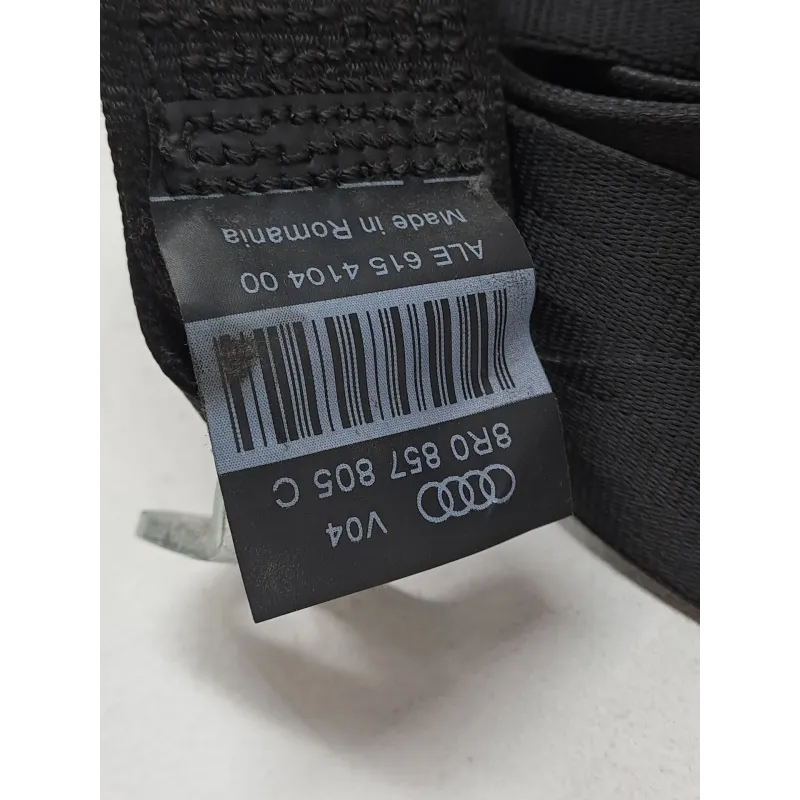 V04
8R0 857 805 C
ALE 615 4104 00
Made in Romania